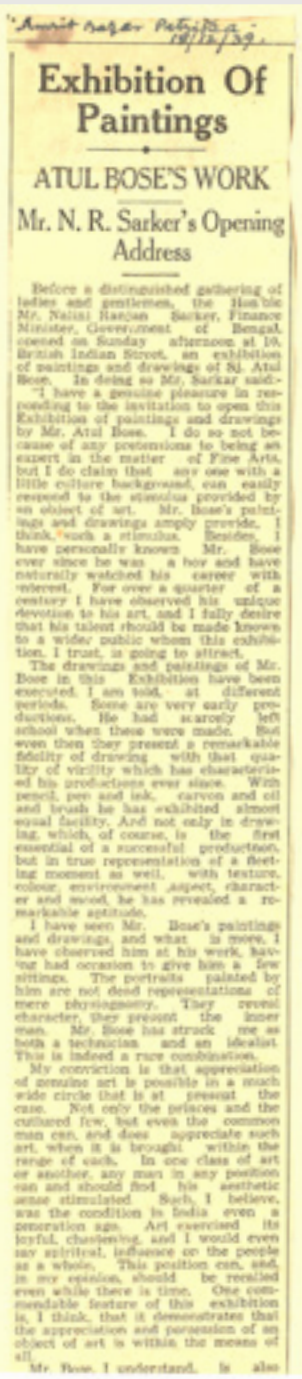 Amrit Bazar Patrika
18/12/39.
Exhibition Of
Paintings
ATUL BOSE'S WORK
Mr. N. R. Sarker's Opening
Address
Before a distinguished gathering of
ladies and gentlemen, the Hon'ble
Mr. Nalini Ranjan Sarker, Finance
Minister, Government of Bengal,
opened on Sunday afternoon at 19,
British Indian Street, an exhibition
of paintings and drawings of Sj. Atul
Bose. In doing so Mr. Sarkar said:-
"I have a genuine pleasure in res-
ponding to the invitation to open this
Exhibition of paintings and drawings
by Mr. Atul Bose. I do so not be-
cause of any pretensions to being an
expert in the matter of Fine Arts,
but I do claim that any one with a
little culture background, can easily
respond to the stimulus provided by
an object of art. Mr. Bose's paint-
ings and drawings amply provide, I
think, such a stimulus. Besides, I
have personally known Mr. Bose
ever since he was a boy and have
naturally watched his career with
interest. For over a quarter of a
century I have observed his unique
devotion to his art, and I fully desire
that his talent should be made known
to a wider public whom this exhibi-
tion, I trust, is going to attract.
The drawings and paintings of Mr.
Bose in this Exhibition have been
executed, I am told, at different
periods. Some are very early pro-
ductions. He had scarcely left
school when these were made. But
even then they present a remarkable
fidelity of drawing with that qua-
lity of virility which has characteris-
ed his productions ever since. With
pencil, pen and ink, carvon and oil
and brush he has exhibited almost
equal facility. And not only in draw-
ing, which, of course, is the first
essential of a successful production,
but in true representation of a fleet-
ing moment as well, with texture,
colour, environment aspect, charact-
er and mood, he has revealed a re-
markable aptitude.
I have seen Mr. Bose's paintings
and drawings, and what is more, I
have observed him at his work, hav-
ing had occasion to give him a few
sittings. The portraits painted by
him are not dead representations of
mere physiognomy. They reveal
character, they present the inner
man. Mr. Bose has struck me as
both a technician and an idealist.
This is indeed a rare combination.
My conviction is that appreciation
of genuine art is possible in a much
wide circle that is at present the
case. Not only the princes and the
cultured few, but even the common
man can, and does appreciate such
art, when it is brought within the
range of each. In one class of art
or another, any man in any position
can and should find his aesthetic
sense stimulated Such, I believe,
was the condition in India even a
generation ago. Art exercised its
joyful, chastening, and I would even
say spiritual, influence on the people
as a whole. This position can, and,
in my opinion, should be recalled
even while there is time. One com-
mendable feature of this exhibition
is, I think, that it demonstrates that
the appreciation and possession of an
object of art is within the means of
all.
Mr. Bose, I understand, is also